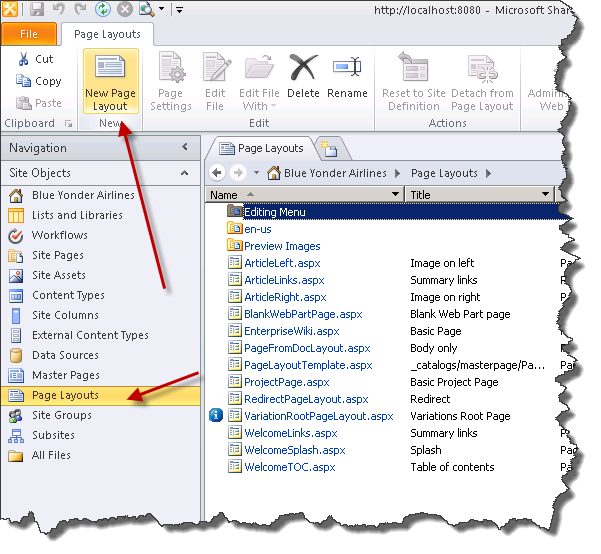 http://localhost:8080 - Microsoft Shar
File Page Layouts
Cut
Copy
Paste
Clipboard
New Page Layout
New
Page Settings
Edit File
Edit File With
Delete
Rename
Edit
Reset to Site Definition
Detach from Page Layout
Actions
Admini
Web
Navigation
Site Objects
Blue Yonder Airlines
Lists and Libraries
Workflows
Site Pages
Site Assets
Content Types
Site Columns
External Content Types
Data Sources
Master Pages
Page Layouts
Site Groups
Subsites
All Files
Page Layouts
Blue Yonder Airlines Page Layouts
Name Title
Editing Menu
en-us
Preview Images
ArticleLeft.aspx Image on left Pa
ArticleLinks.aspx Summary links
ArticleRight.aspx Image on right
BlankWebPartPage.aspx Blank Web Part page
EnterpriseWiki.aspx Basic Page
PageFromDocLayout.aspx Body only
PageLayoutTemplate.aspx _catalogs/masterpage/Pa...
ProjectPage.aspx Basic Project Page
RedirectPageLayout.aspx Redirect
VariationRootPageLayout.aspx Variations Root Page
WelcomeLinks.aspx Summary links
WelcomeSplash.aspx Splash
WelcomeTOC.aspx Table of contents